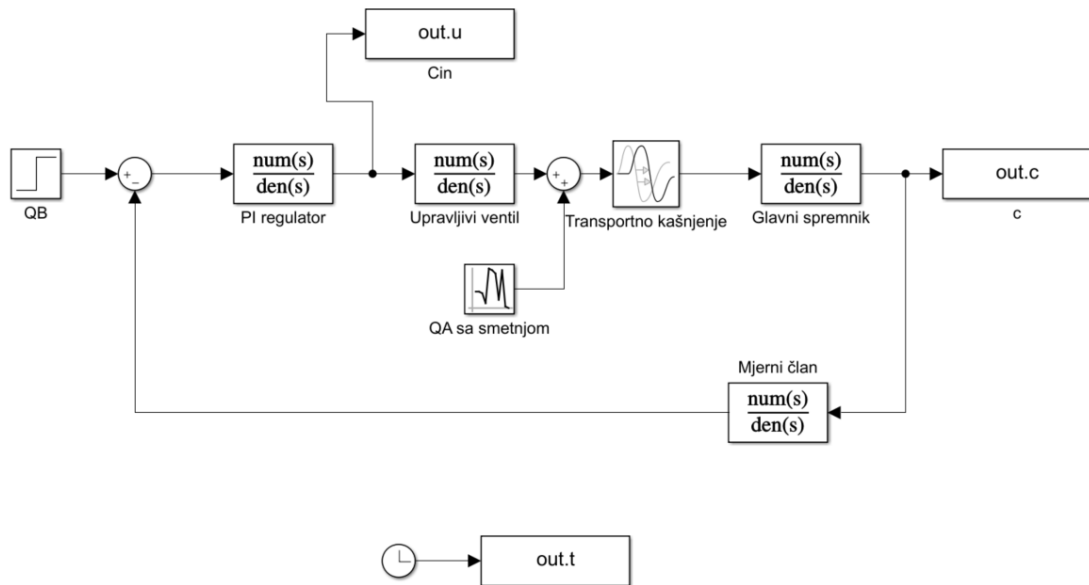 out.u
Cin
QB
+
−
num(s)
den(s)
PI regulator
num(s)
den(s)
Upravljivi ventil
+
+
Transportno kašnjenje
num(s)
den(s)
Glavni spremnik
out.c
c
QA sa smetnjom
Mjerni član
num(s)
den(s)
out.t